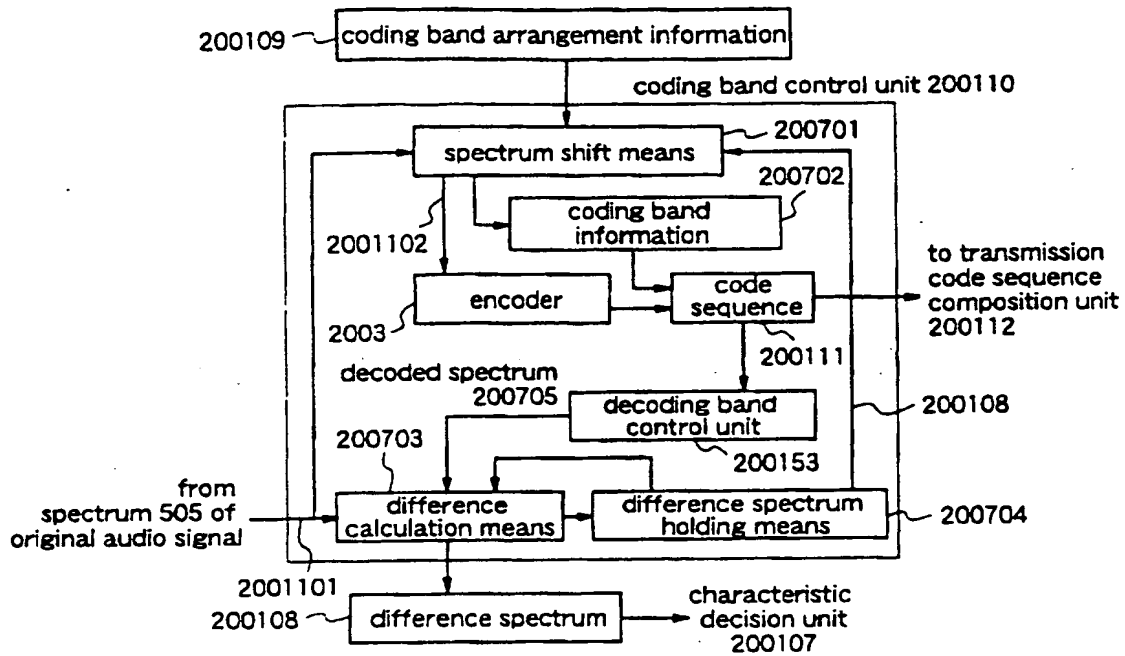 200109
coding band arrangement information
coding band control unit 200110
200701
spectrum shift means
200702
coding band
information
2001102
to transmission
code sequence
composition unit
200112
code
sequence
encoder
2003
200111
decoded spectrum
200705
decoding band
control unit
200108
200703
200153
from
spectrum 505 of
original audio signal
difference
calculation means
difference spectrum
holding means
200704
2001101
200108
difference spectrum
characteristic
decision unit
200107